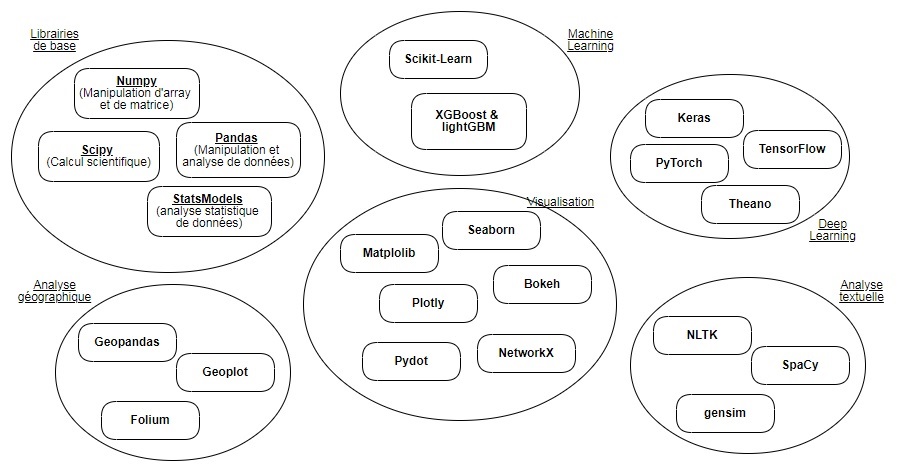 Librairies
de base
Numpy
(Manipulation d'array
et de matrice)
Scipy
(Calcul scientifique)
Pandas
(Manipulation et
analyse de données)
StatsModels
(analyse statistique
de données)
Machine
Learning
Scikit-Learn
XGBoost &
lightGBM
Keras
TensorFlow
PyTorch
Theano
Deep
Learning
Visualisation
Seaborn
Matplolib
Bokeh
Plotly
NetworkX
Pydot
Analyse
géographique
Geopandas
Geoplot
Folium
Analyse
textuelle
NLTK
SpaCy
gensim